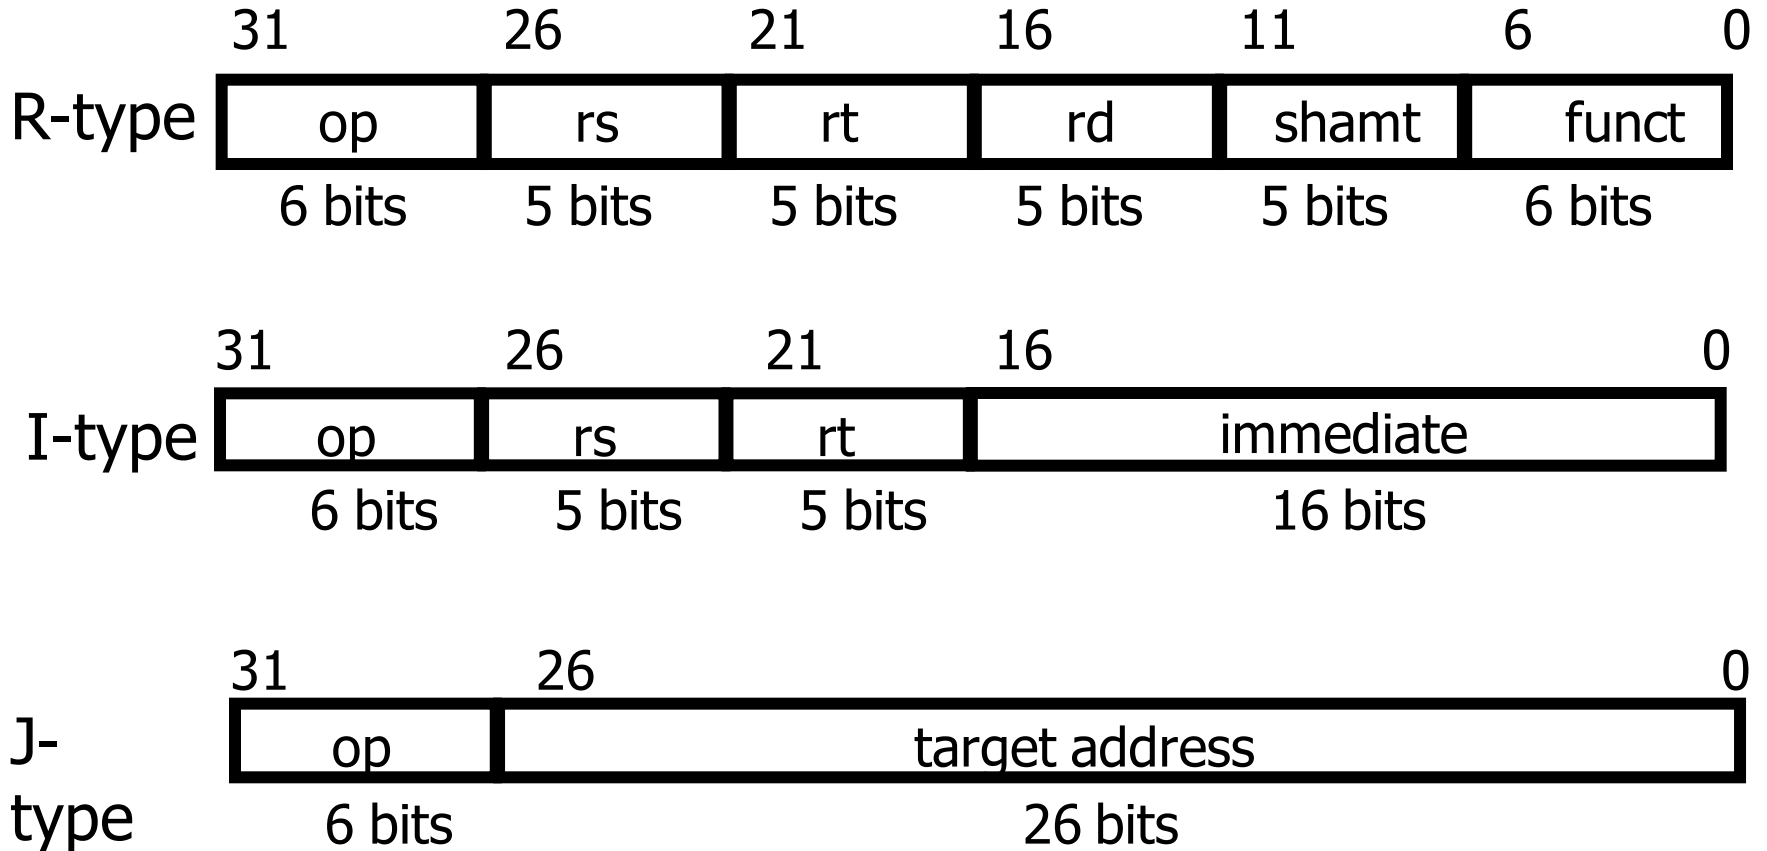 31 26 21 16 11 6 0
R-type op rs rt rd shamt funct
6 bits 5 bits 5 bits 5 bits 5 bits 6 bits
31 26 21 16 0
I-type op rs rt immediate
6 bits 5 bits 5 bits 16 bits
31 26 0
J- op target address
type 6 bits 26 bits